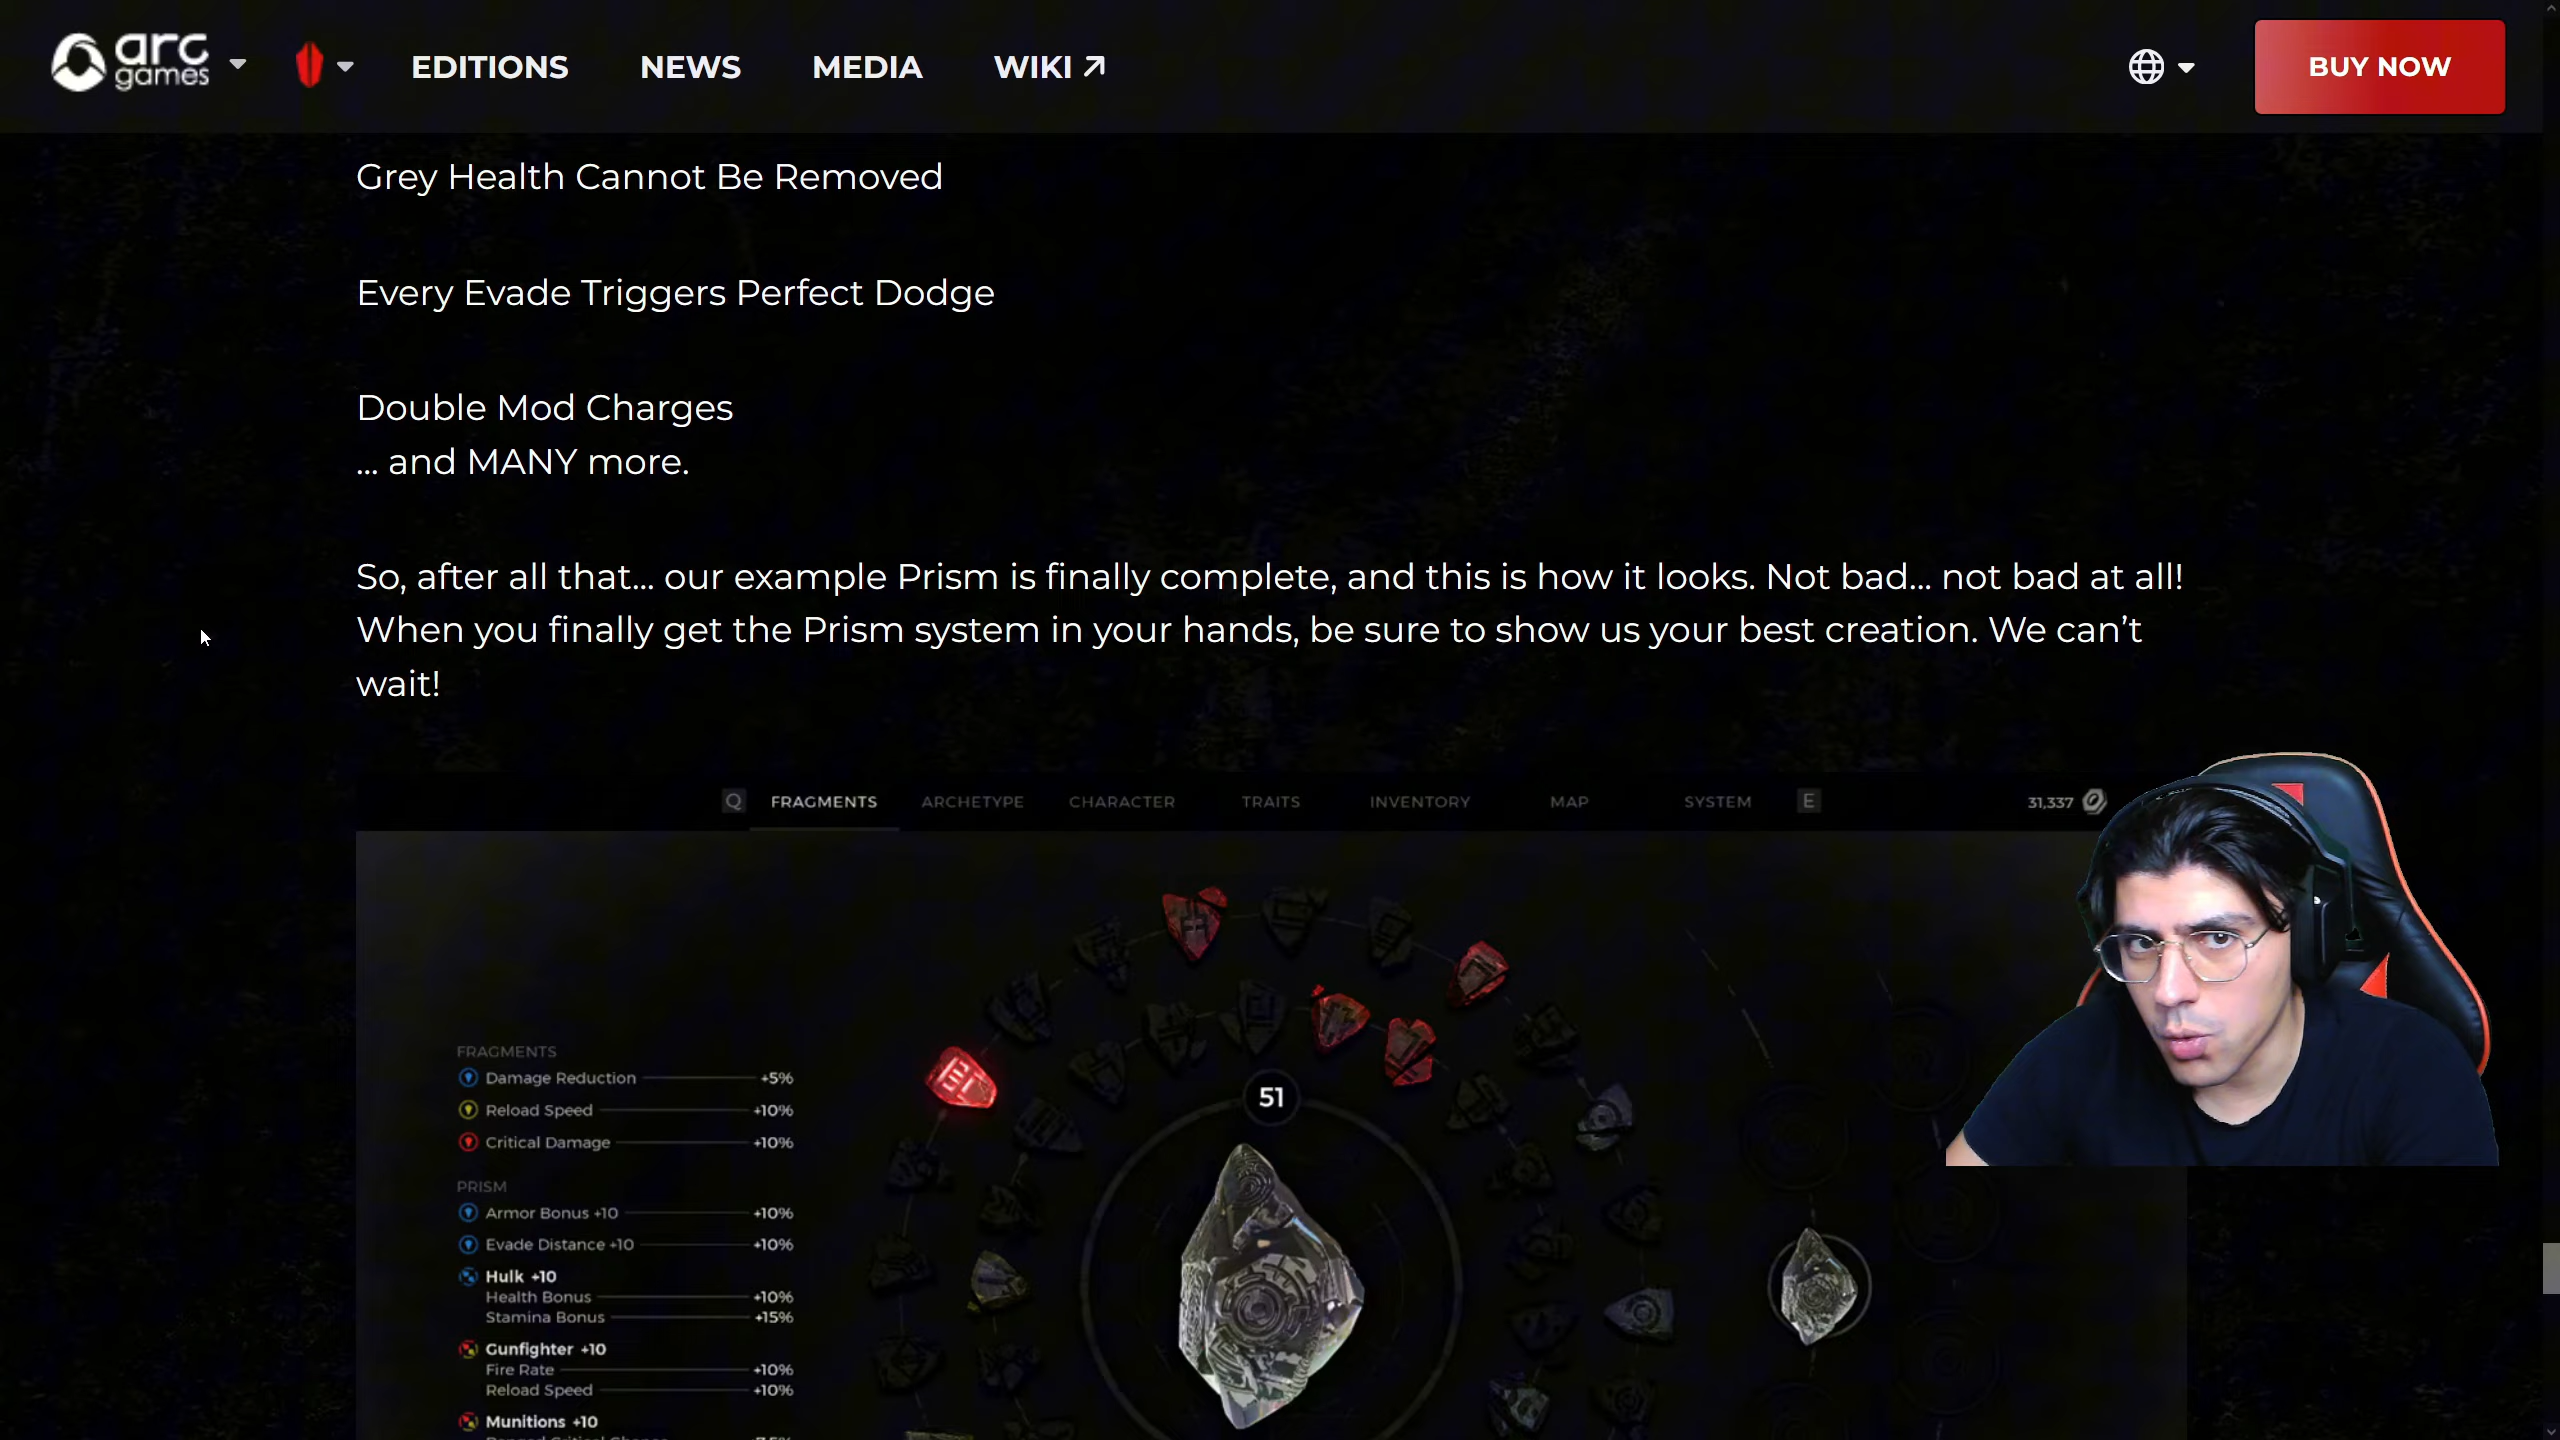 arc games
EDITIONS
NEWS
MEDIA
WIKI
BUY NOW
Grey Health Cannot Be Removed
Every Evade Triggers Perfect Dodge
Double Mod Charges
... and MANY more.
So, after all that... our example Prism is finally complete, and this is how it looks. Not bad... not bad at all!
When you finally get the Prism system in your hands, be sure to show us your best creation. We can’t
wait!
Q FRAGMENTS ARCHETYPE CHARACTER TRAITS INVENTORY MAP SYSTEM E 31,337
51
FRAGMENTS
Damage Reduction +5%
Reload Speed +10%
Critical Damage +10%
PRISM
Armor Bonus +10 +10%
Evade Distance +10 +10%
Hulk +10
Health Bonus +10%
Stamina Bonus +15%
Gunfighter +10
Fire Rate +10%
Reload Speed +10%
Munitions +10